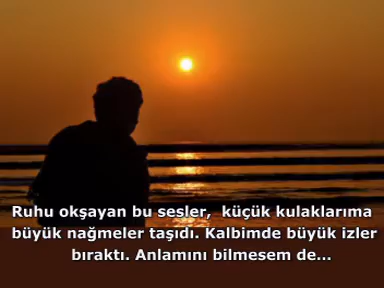 Ruhu okşayan bu sesler, küçük kulaklarıma
büyük nağmeler taşıdı. Kalbimde büyük izler
bıraktı. Anlamını bilmesem de...